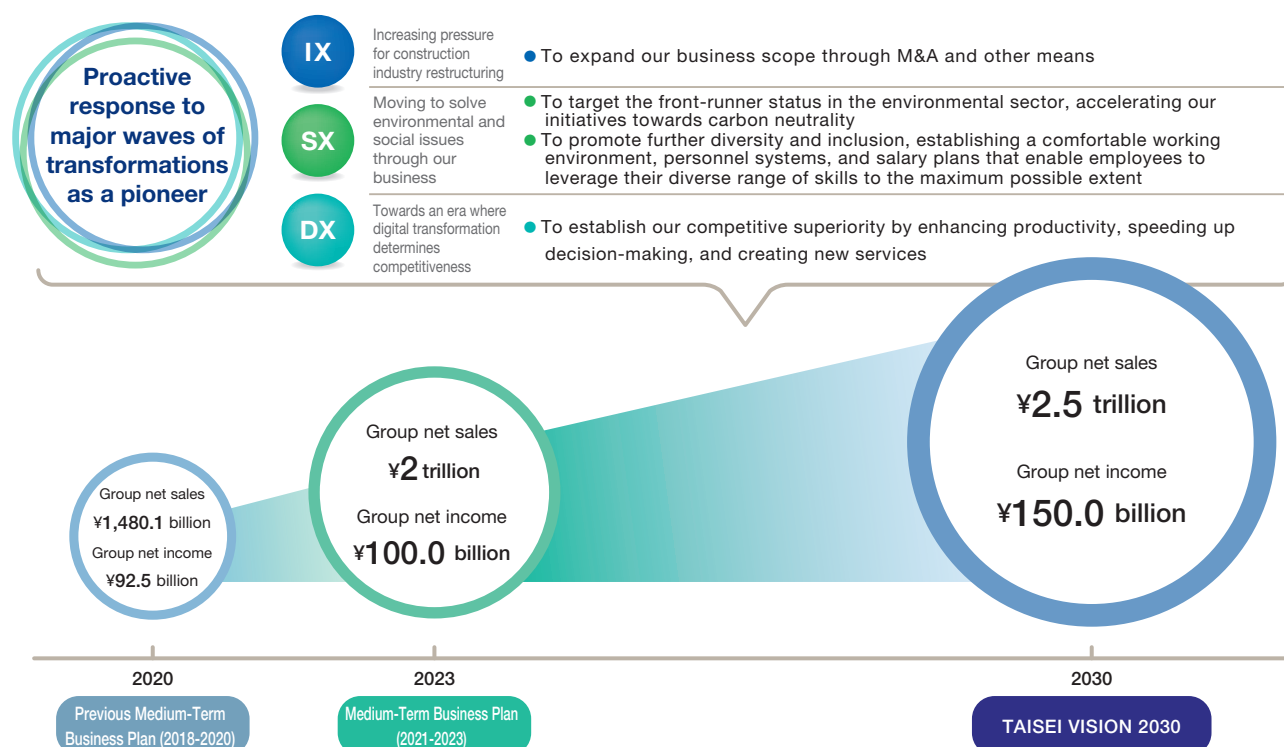 Proactive
response to
major waves of
transformations
as a pioneer
IX
Increasing pressure
for construction
industry restructuring
● To expand our business scope through M&A and other means
SX
Moving to solve
environmental and
social issues
through our
business
● To target the front-runner status in the environmental sector, accelerating our
initiatives towards carbon neutrality
● To promote further diversity and inclusion, establishing a comfortable working
environment, personnel systems, and salary plans that enable employees to
leverage their diverse range of skills to the maximum possible extent
DX
Towards an era where
digital transformation
determines
competitiveness
● To establish our competitive superiority by enhancing productivity, speeding up
decision-making, and creating new services
Group net sales
¥1,480.1 billion
Group net income
¥92.5 billion
Group net sales
¥2 trillion
Group net income
¥100.0 billion
Group net sales
¥2.5 trillion
Group net income
¥150.0 billion
2020
2023
2030
Previous Medium-Term
Business Plan (2018-2020)
Medium-Term Business Plan
(2021-2023)
TAISEI VISION 2030